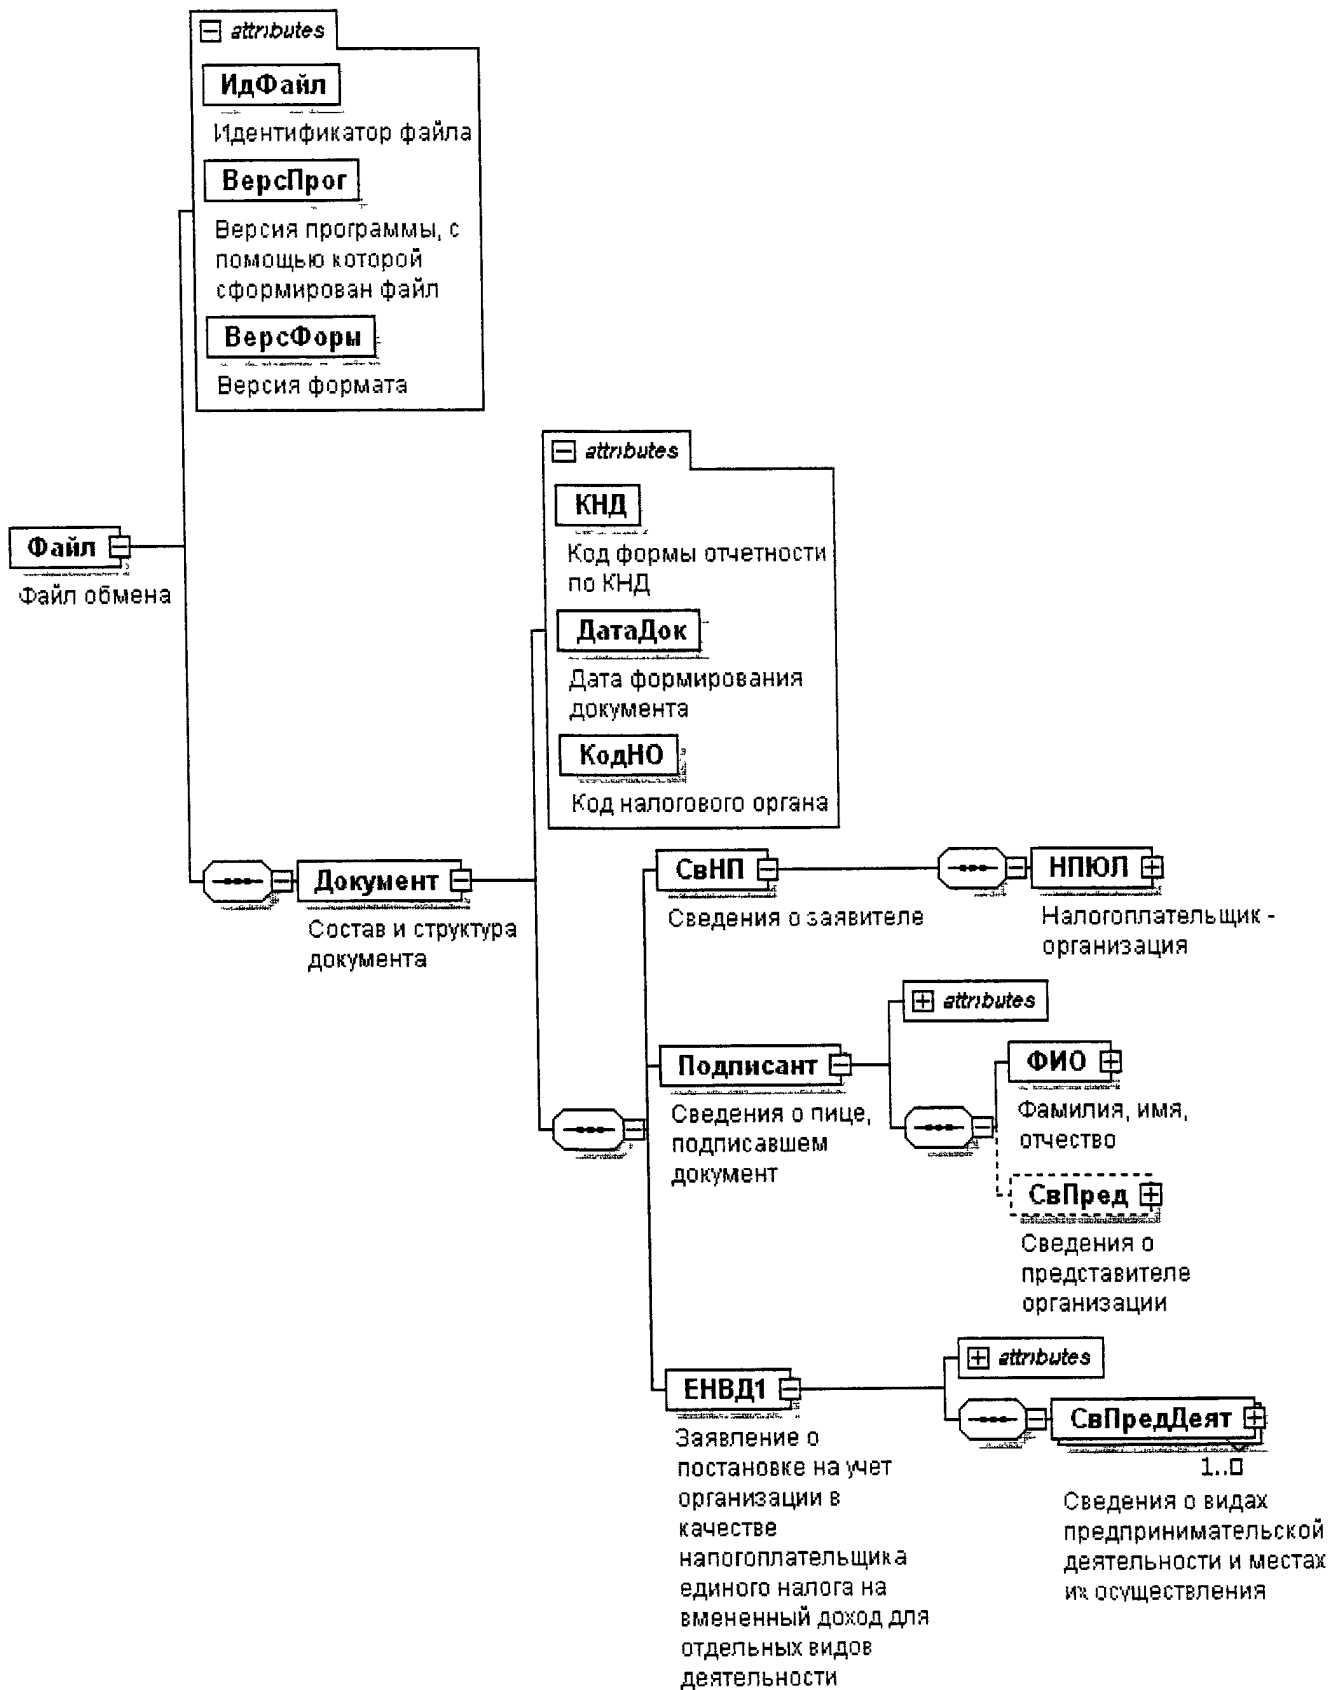 attributes
ИдФайл
Идентификатор файла
ВерсПрог
Версия программы, с
помощью которой
сформирован файл
ВерсФорм
Версия формата
Файл
Файл обмена
attributes
КНД
Код формы отчетности
по КНД
ДатаДок
Дата формирования
документа
КодНО
Код налогового органа
Документ
Состав и структура
документа
СвНП
Сведения о заявителе
НПЮЛ
Налогоплательщик -
организация
attributes
Подписант
Сведения о лице,
подписавшем
документ
ФИО
Фамилия, имя,
отчество
СвПред
Сведения о
представителе
организации
attributes
ЕНВД1
Заявление о
постановке на учет
организации в
качестве
налогоплательщика
единого налога на
вмененный доход для
отдельных видов
деятельности
СвПредДеят
1..
Сведения о видах
предпринимательской
деятельности и местах
их осуществления